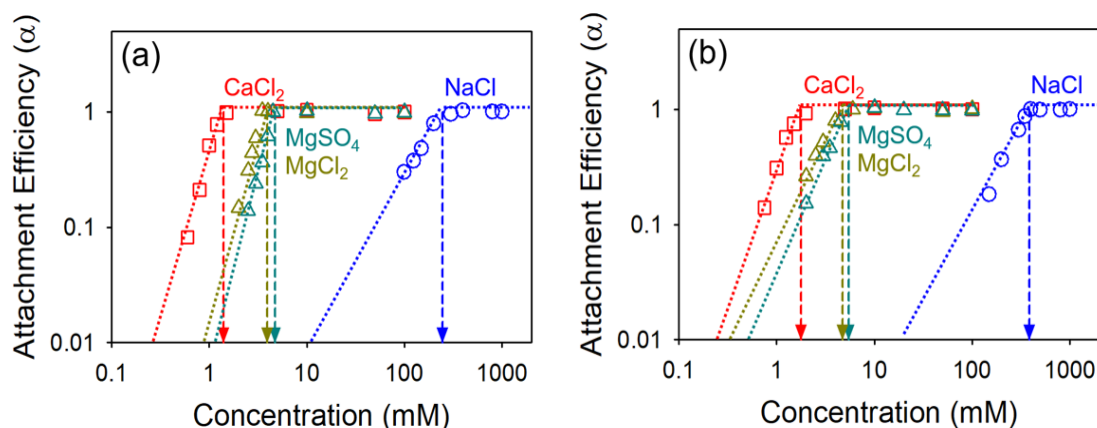 (a)
Attachment Efficiency (α)
1
0.1
0.01
CaCl₂
NaCl
MgSO₄
MgCl₂
0.1 1 10 100 1000
Concentration (mM)
(b)
Attachment Efficiency (α)
1
0.1
0.01
CaCl₂
NaCl
MgSO₄
MgCl₂
0.1 1 10 100 1000
Concentration (mM)